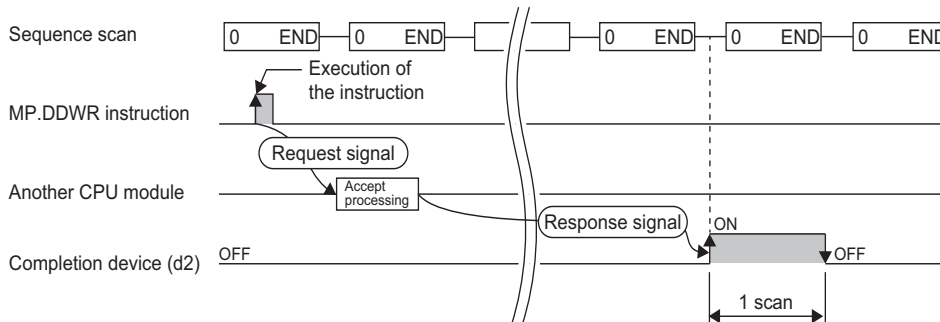 Sequence scan
0 END 0 END 0 END 0 END 0 END
Execution of
the instruction
MP.DDWR instruction
Request signal
Another CPU module
Accept
processing
Response signal
ON
Completion device (d2)
OFF
OFF
1 scan